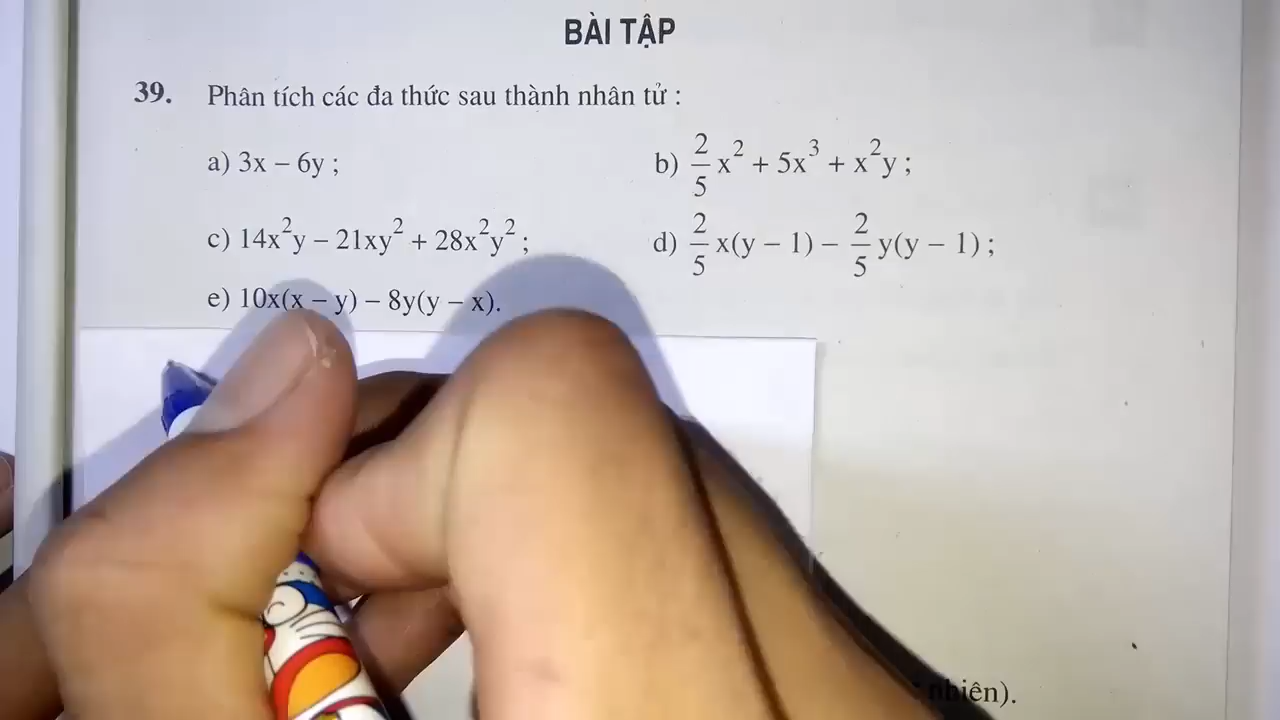 BÀI TẬP
39. Phân tích các đa thức sau thành nhân tử :
a) 3x – 6y ;
b) 2/5 x² + 5x³ + x²y ;
c) 14x²y – 21xy² + 28x²y² ;
d) 2/5 x(y – 1) – 2/5 y(y – 1) ;
e) 10x(x – y) – 8y(y – x).
nhiên).